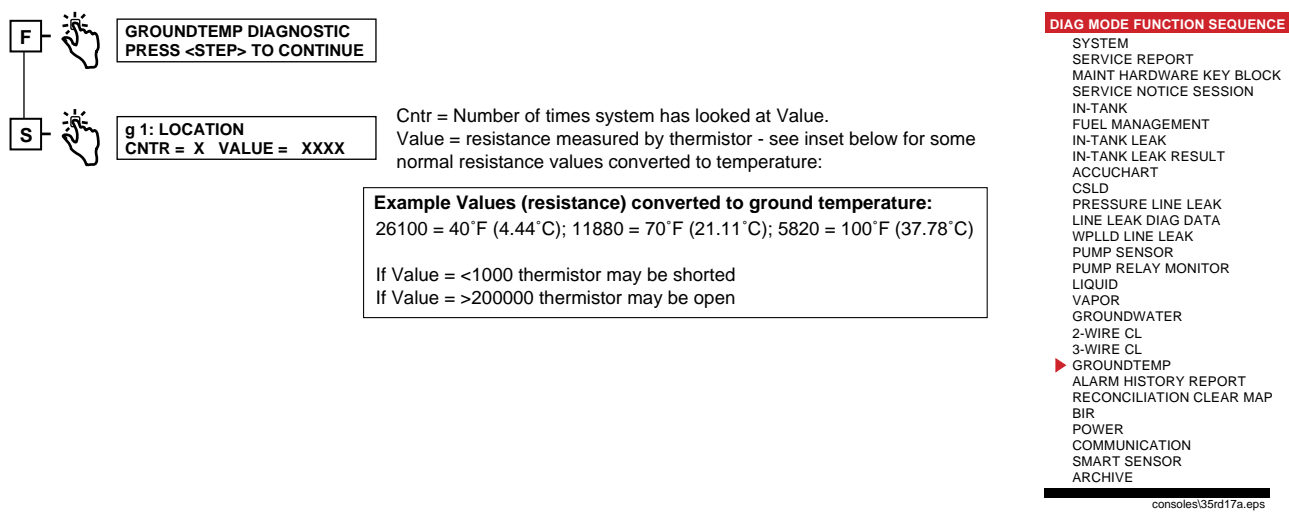 F
GROUNDTEMP DIAGNOSTIC
PRESS <STEP> TO CONTINUE
S
g 1: LOCATION
CNTR = X VALUE = XXXX
Cntr = Number of times system has looked at Value.
Value = resistance measured by thermistor - see inset below for some
normal resistance values converted to temperature:
Example Values (resistance) converted to ground temperature:
26100 = 40˚F (4.44˚C); 11880 = 70˚F (21.11˚C); 5820 = 100˚F (37.78˚C)
If Value = <1000 thermistor may be shorted
If Value = >200000 thermistor may be open
DIAG MODE FUNCTION SEQUENCE
SYSTEM
SERVICE REPORT
MAINT HARDWARE KEY BLOCK
SERVICE NOTICE SESSION
IN-TANK
FUEL MANAGEMENT
IN-TANK LEAK
IN-TANK LEAK RESULT
ACCUCHART
CSLD
PRESSURE LINE LEAK
LINE LEAK DIAG DATA
WPLLD LINE LEAK
PUMP SENSOR
PUMP RELAY MONITOR
LIQUID
VAPOR
GROUNDWATER
2-WIRE CL
3-WIRE CL
GROUNDTEMP
ALARM HISTORY REPORT
RECONCILIATION CLEAR MAP
BIR
POWER
COMMUNICATION
SMART SENSOR
ARCHIVE
consoles\35rd17a.eps